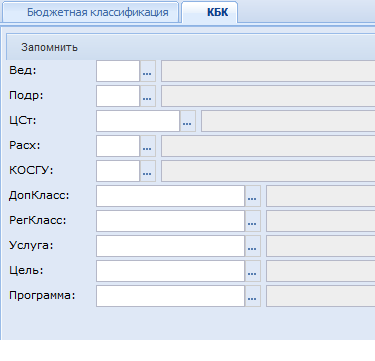 Бюджетная классификация КБК
Запомнить
Вед: ...
Подр: ...
ЦСт: ...
Расх: ...
КОСГУ: ...
ДопКласс: ...
РегКласс: ...
Услуга: ...
Цель: ...
Программа: ...